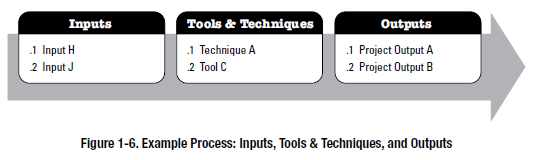 Inputs
.1 Input H
.2 Input J
Tools & Techniques
.1 Technique A
.2 Tool C
Outputs
.1 Project Output A
.2 Project Output B
Figure 1-6. Example Process: Inputs, Tools & Techniques, and Outputs